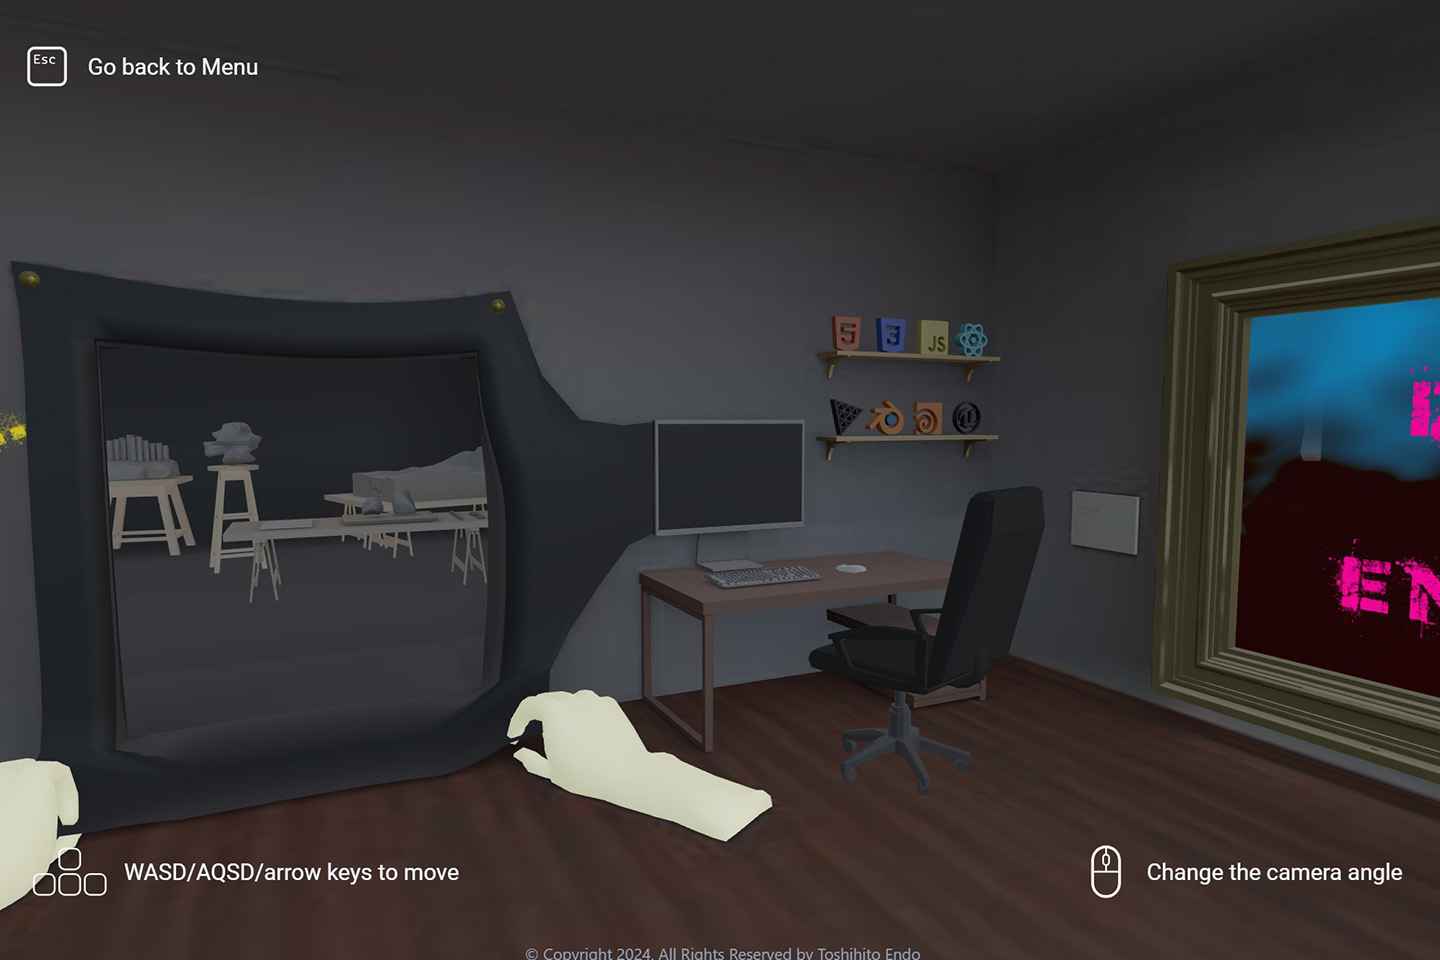 Esc
Go back to Menu
JS
EN
WASD/AQSD/arrow keys to move
Change the camera angle
© Copyright 2024. All Rights Reserved by Toshihito Endo